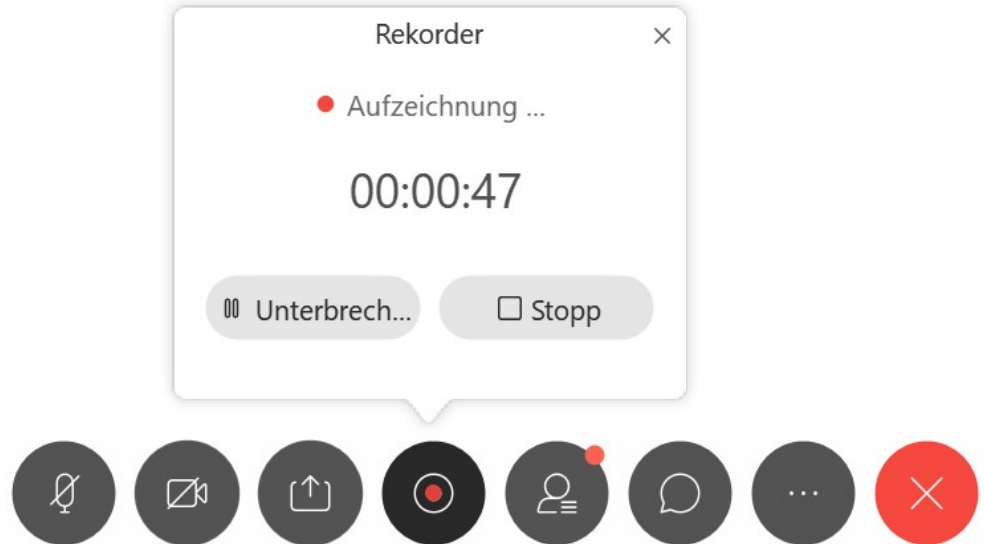 Rekorder
Aufzeichnung ...
00:00:47
Unterbrech...
Stopp